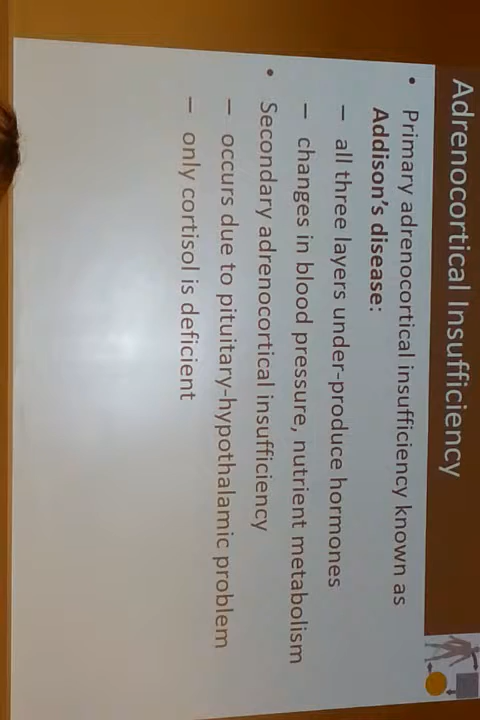 Adrenocortical Insufficiency
• Primary adrenocortical insufficiency known as
Addison's disease:
– all three layers under-produce hormones
– changes in blood pressure, nutrient metabolism
• Secondary adrenocortical insufficiency
– occurs due to pituitary-hypothalamic problem
– only cortisol is deficient